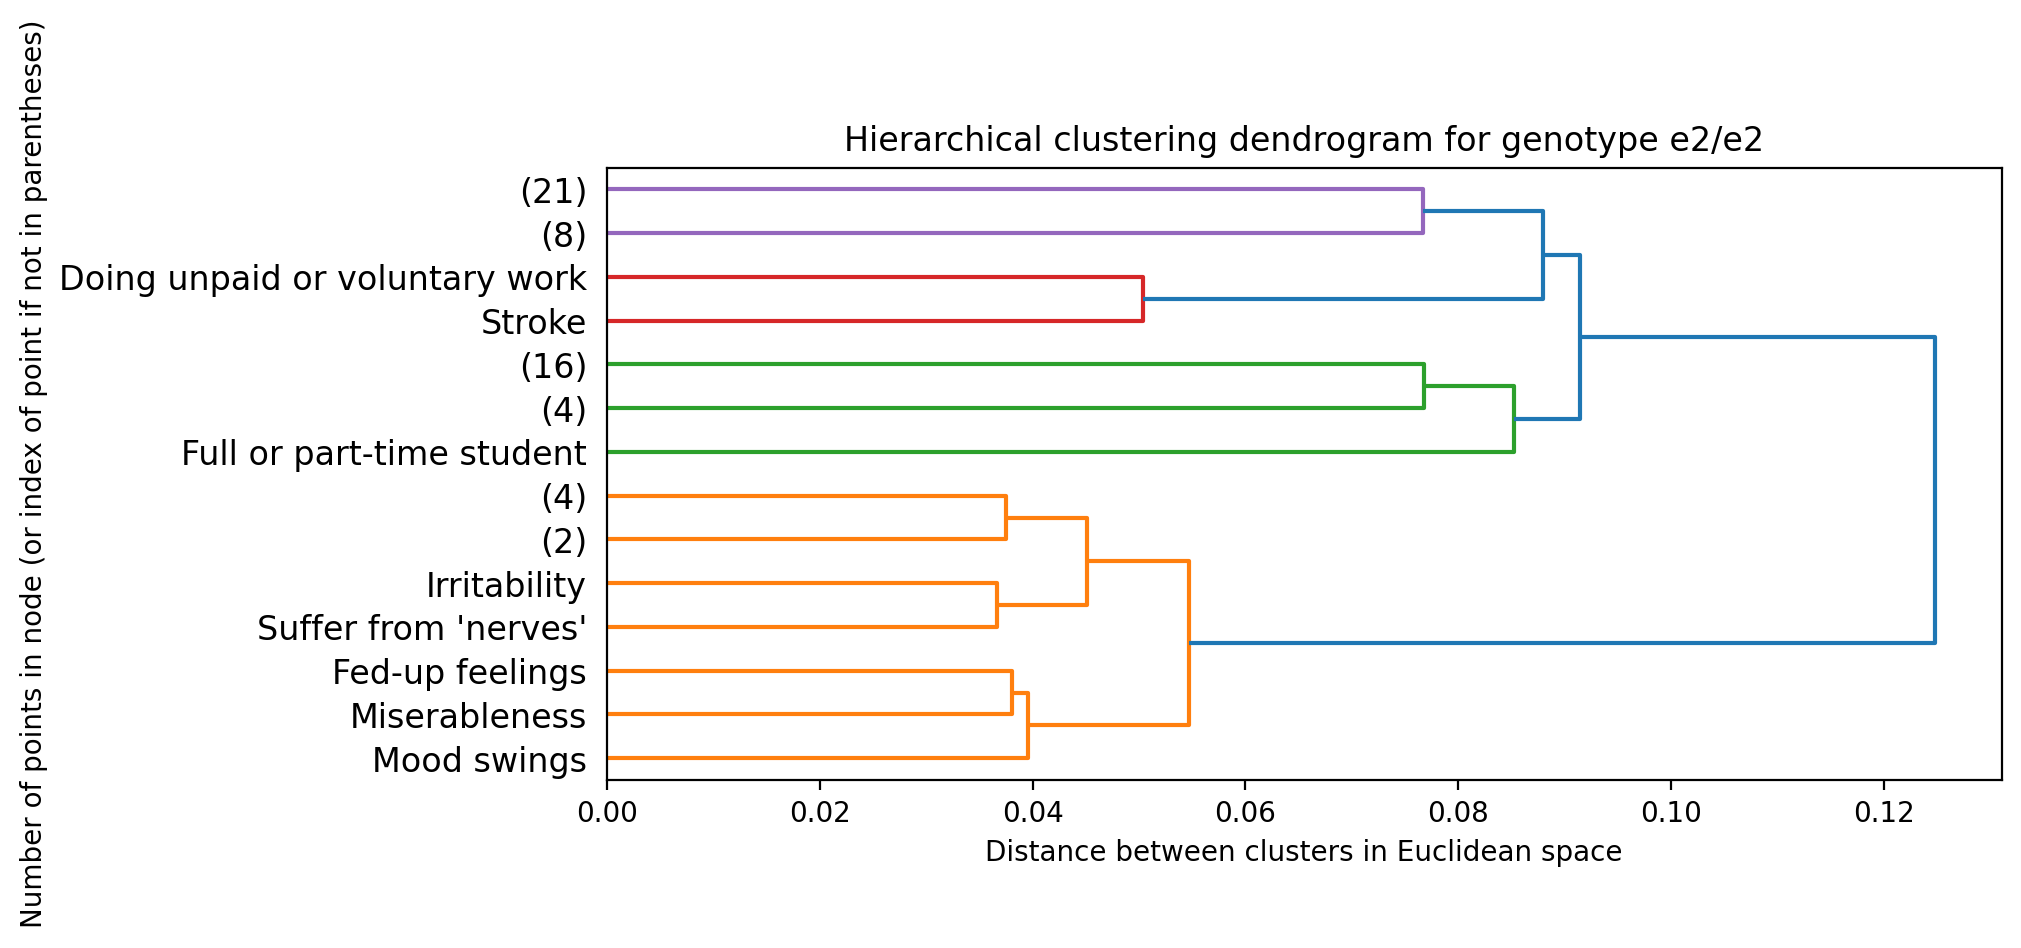 Number of points in node (or index of point if not in parentheses)
Hierarchical clustering dendrogram for genotype e2/e2
(21)
(8)
Doing unpaid or voluntary work
Stroke
(16)
(4)
Full or part-time student
(4)
(2)
Irritability
Suffer from 'nerves'
Fed-up feelings
Miserableness
Mood swings
0.00 0.02 0.04 0.06 0.08 0.10 0.12
Distance between clusters in Euclidean space